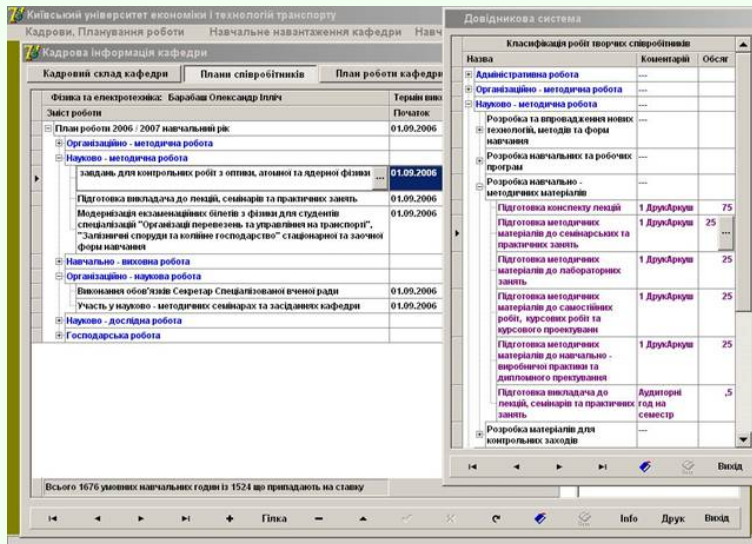 Київський університет економіки і технологій транспорту
Кадрови, Планування роботи Навчальне навантаження кафедри Навч
Кадрова інформація кафедри
Кадровий склад кафедри Плани співробітників План роботи кафедри
Фізика та електротехніка: Барабаш Олександр Ілліч Термін вик
Зміст роботи Початок
План роботи 2006 / 2007 навчальний рік 01.09.2006
Організаційно - методична робота
Науково - методична робота
завдань для контрольних робіт з оптики, атомної та ядерної фізики ... 01.09.2006
Підготовка викладача до лекцій, семінарів та практичних занять 01.09.2006
Модернізація екзаменаційних білетів з фізики для студентів 01.09.2006
спеціалізації "Організації перевезень та управління на транспорті",
"Залізничні споруди та колійне господарство" стаціонарної та заочної
форм навчання
Навчально - виховна робота
Організаційно - наукова робота
Виконання обов'язків Секретар Спеціалізованої вченої ради 01.09.2006
Участь у науково - методичних семінарах та засіданнях кафедри 01.09.2006
Науково - дослідна робота
Господарська робота
Всього 1676 умовних навчальних годин із 1524 що припадають на ставку
Гілка Info Друк Вихід
Довідникова система
Класифікація робіт творчих співробітників
Назва Коментарій Обсяг
Адміністративна робота ---
Організаційно - методична робота ---
Науково - методична робота ---
Розробка та впровадження нових ---
технологій, методів та форм
навчання
Розробка навчальних та робочих ---
програм
Розробка навчально - ---
методичних матеріалів
Підготовка конспекту лекцій 1 ДрукАркуш 75
Підготовка методичних 1 ДрукАркуш 25 ...
матеріалів до семінарських та
практичних занять
Підготовка методичних 1 ДрукАркуш 25
матеріалів до лабораторних
занять
Підготовка методичних 1 ДрукАркуш 25
матеріалів до самостійних
робіт, курсових робіт та
курсового проектуванн
Підготовка методичних 1 ДрукАркуш 25
матеріалів до навчально -
виробничої практики та
дипломного пректування
Підготовка викладача до Аудиторні ,5
лекцій, семінарів та практичних год на
занять семестр
Розробка матеріалів для ---
контрольних заходів
Вихід